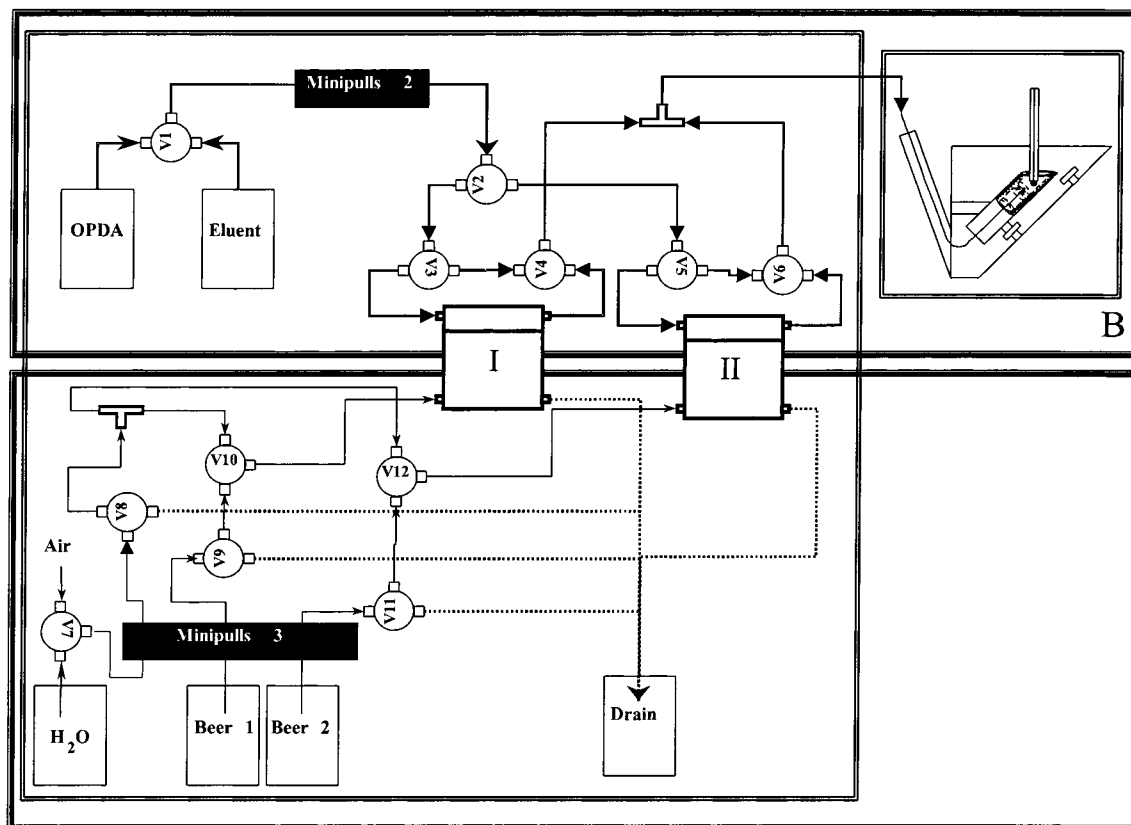 Minipulls 2
V1
V2
OPDA
Eluent
V3
V4
V5
V6
B
I
II
V10
V12
V8
Air
V9
V11
V7
Minipulls 3
H2O
Beer 1
Beer 2
Drain